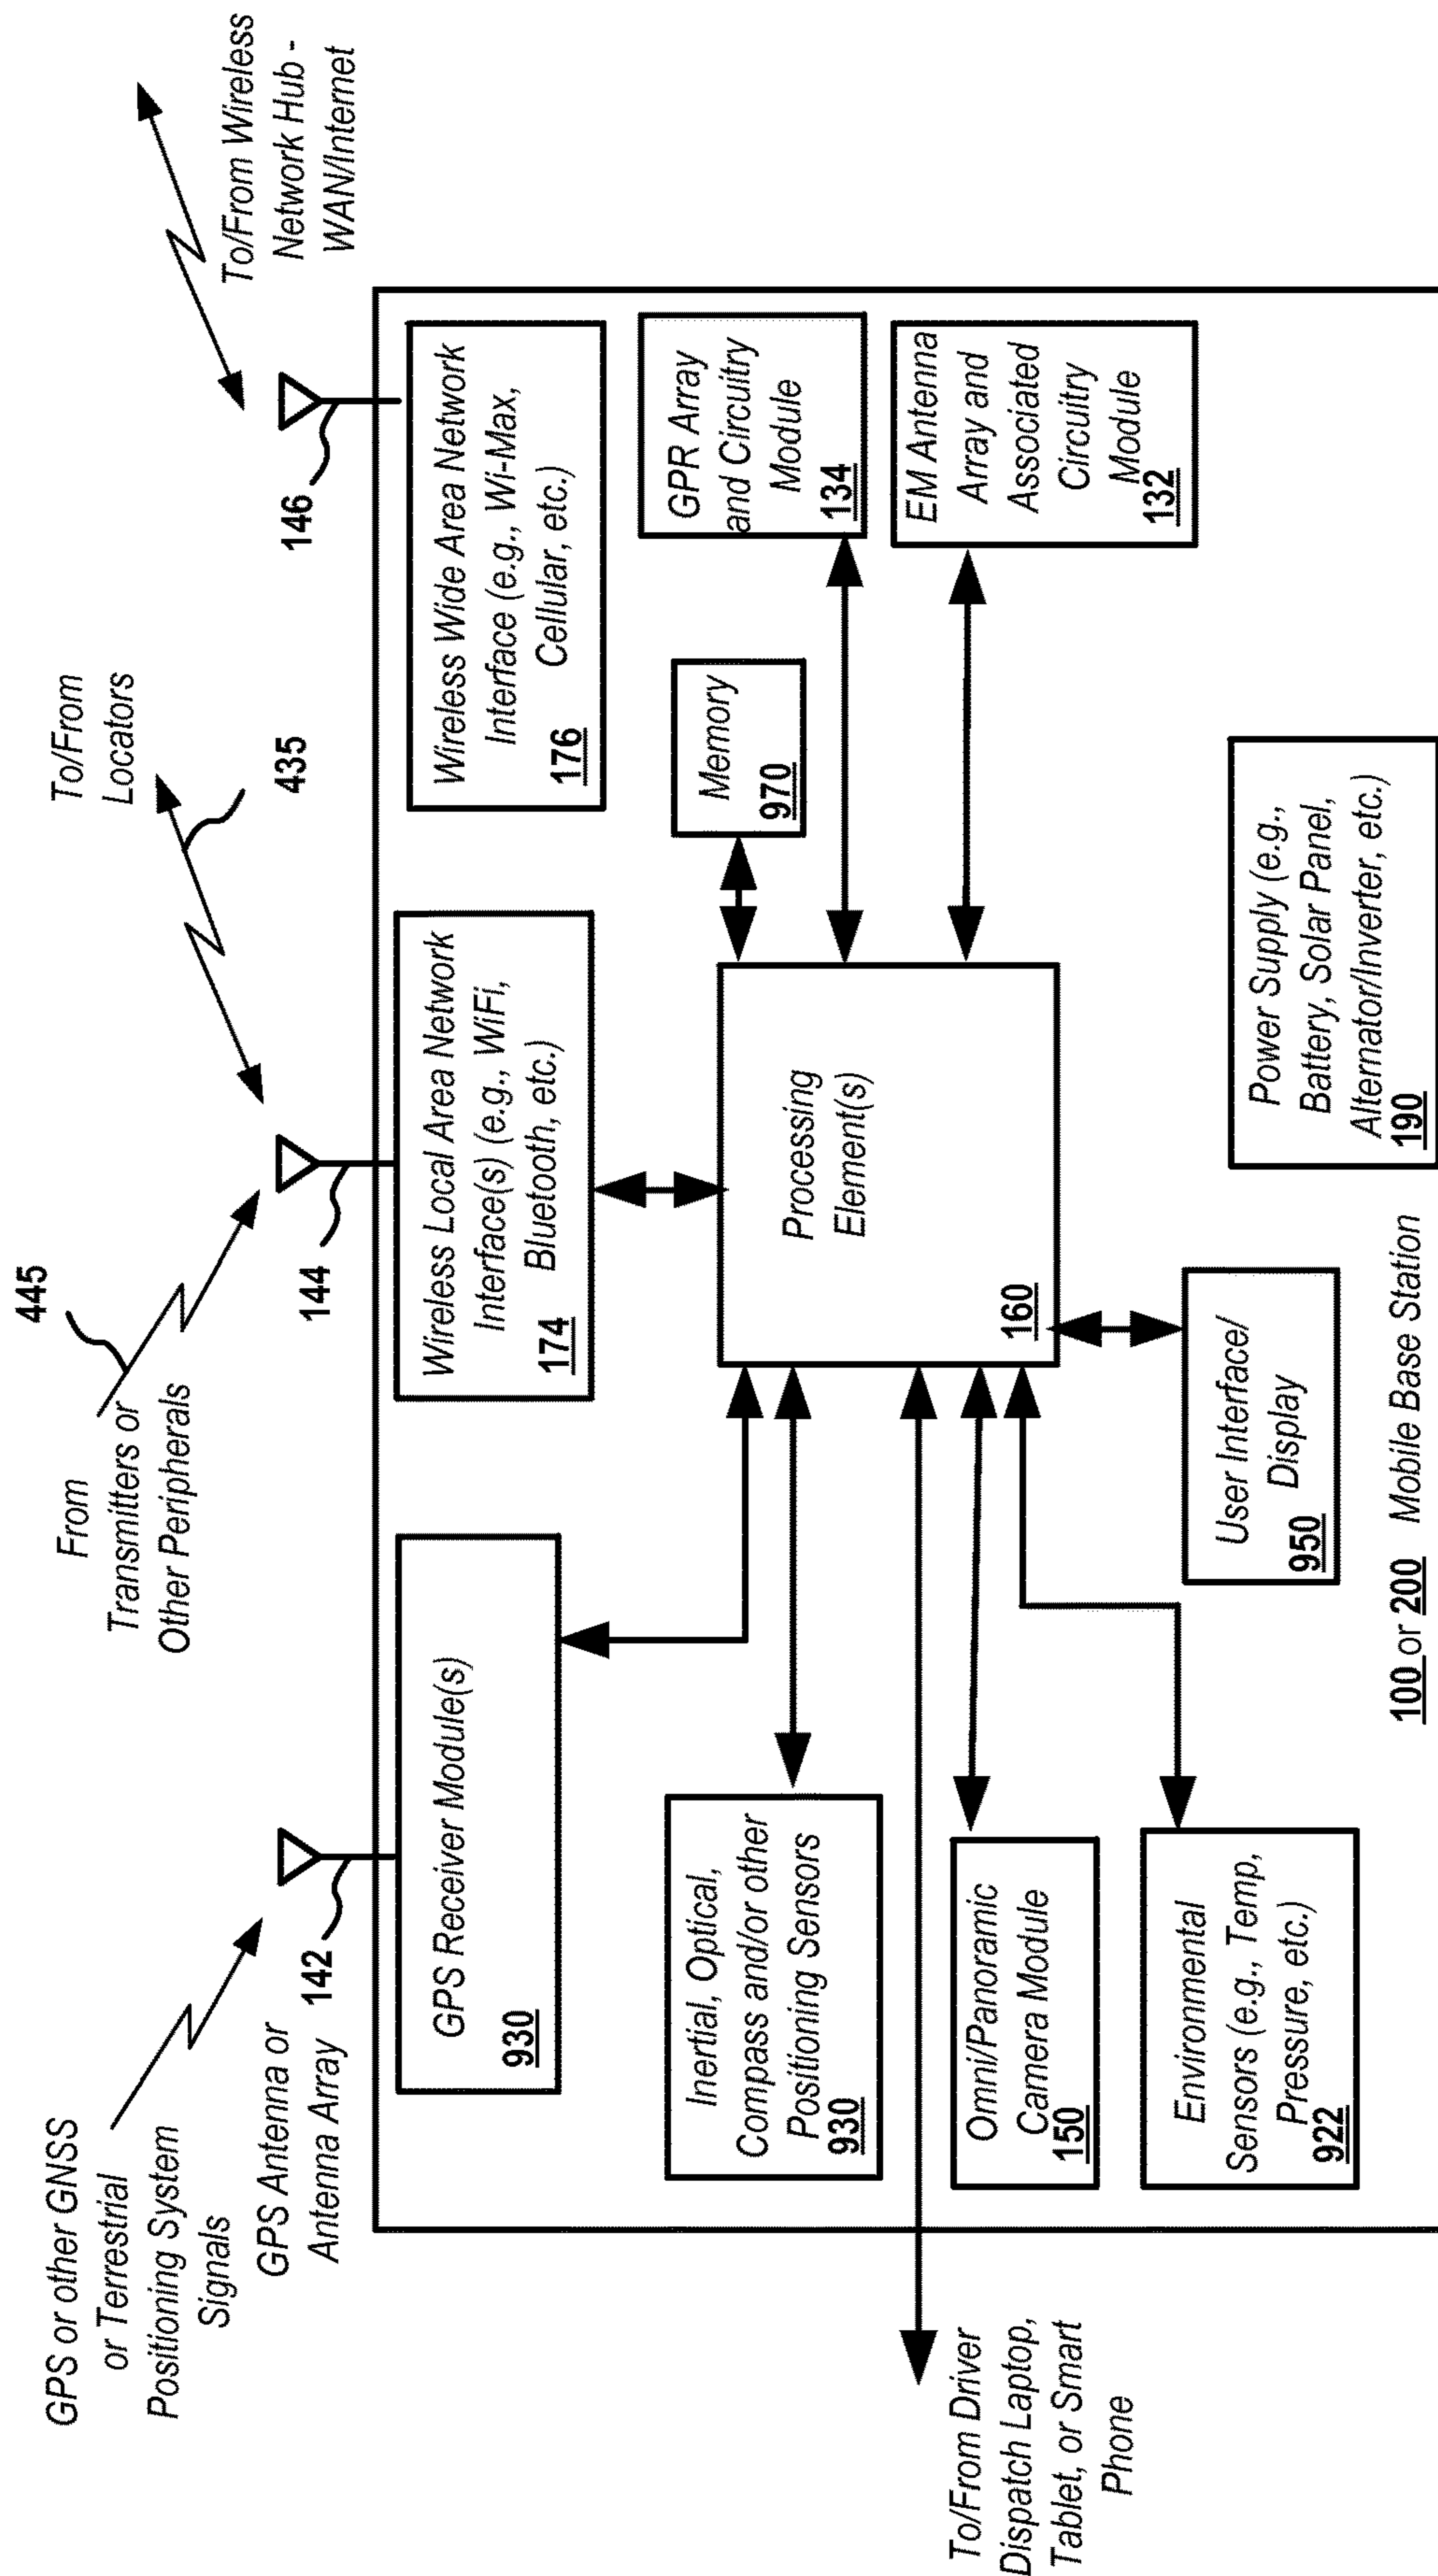 GPS or other GNSS
or Terrestrial
Positioning System
Signals
GPS Antenna or
Antenna Array
142
From
Transmitters or
Other Peripherals
445
144
To/From
Locators
435
146
To/From Wireless
Network Hub -
WAN/Internet
GPS Receiver Module(s)
930
Wireless Local Area Network
Interface(s) (e.g., WiFi,
Bluetooth, etc.)
174
Wireless Wide Area Network
Interface (e.g., Wi-Max,
Cellular, etc.)
176
Inertial, Optical,
Compass and/or other
Positioning Sensors
930
Memory
970
GPR Array
and Circuitry
Module
134
Processing
Element(s)
160
EM Antenna
Array and
Associated
Circuitry
Module
132
To/From Driver
Dispatch Laptop,
Tablet, or Smart
Phone
Omni/Panoramic
Camera Module
150
Environmental
Sensors (e.g., Temp,
Pressure, etc.)
922
User Interface/
Display
950
Power Supply (e.g.,
Battery, Solar Panel,
Alternator/Inverter, etc.)
190
100 or 200 Mobile Base Station